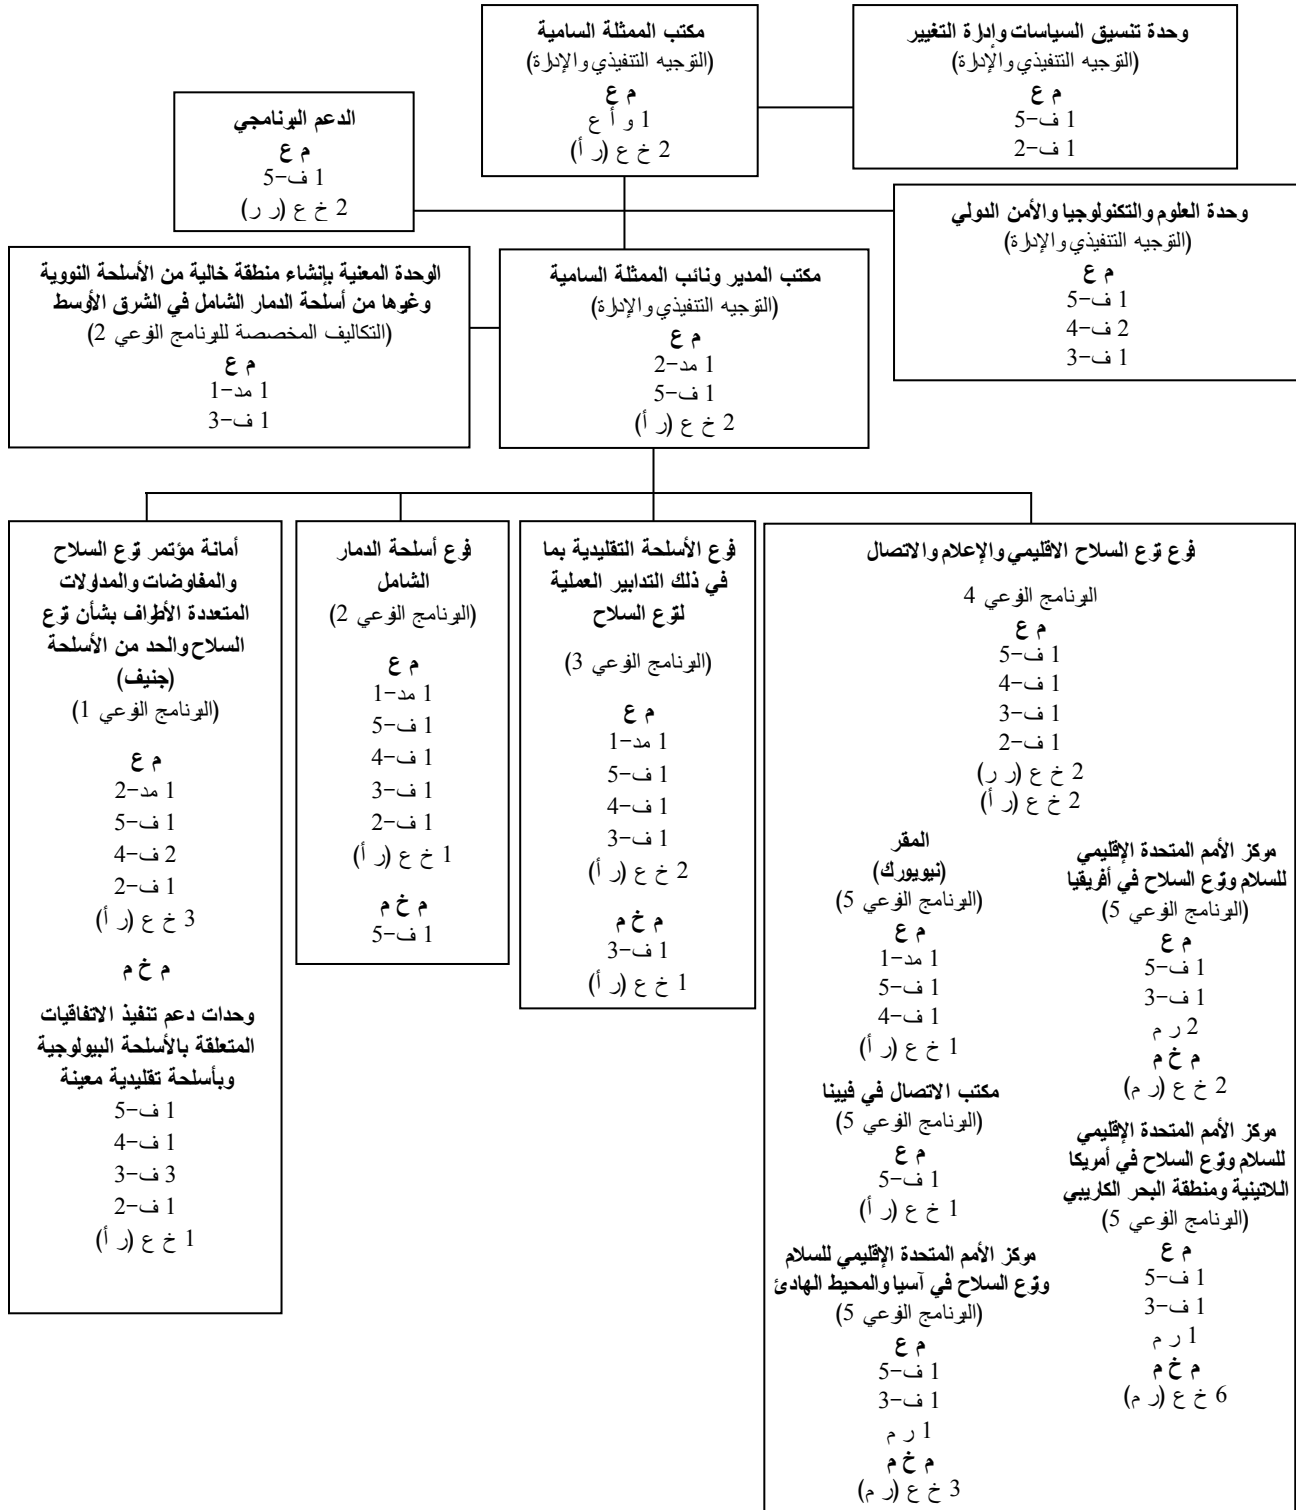 مكتب الممثلة السامية
(التوجيه التنفيذي والإدارة)
م ع
1 و أ ع
2 خ ع (ر أ)
وحدة تنسيق السياسات وإدارة التغيير
(التوجيه التنفيذي والإدارة)
م ع
1 ف-5
1 ف-2
الدعم البرنامجي
م ع
1 ف-5
2 خ ع (ر ر)
وحدة العلوم والتكنولوجيا والأمن الدولي
(التوجيه التنفيذي والإدارة)
م ع
1 ف-5
2 ف-4
1 ف-3
مكتب المدير ونائب الممثلة السامية
(التوجيه التنفيذي والإدارة)
م ع
1 مد-2
1 ف-5
2 خ ع (ر أ)
الوحدة المعنية بإنشاء منطقة خالية من الأسلحة النووية
وغيرها من أسلحة الدمار الشامل في الشرق الأوسط
(التكاليف المخصصة للبرنامج الفرعي 2)
م ع
1 مد-1
1 ف-3
فرع نزع السلاح الاقليمي والإعلام والاتصال
البرنامج الفرعي 4
م ع
1 ف-5
1 ف-4
1 ف-3
1 ف-2
2 خ ع (ر ر)
2 خ ع (ر أ)
مركز الأمم المتحدة الإقليمي
للسلام ونزع السلاح في أفريقيا
(البرنامج الفرعي 5)
م ع
1 ف-5
1 ف-3
2 ر م
م خ م
2 خ ع (ر م)
مركز الأمم المتحدة الإقليمي
للسلام ونزع السلاح في أمريكا
اللاتينية ومنطقة البحر الكاريبي
(البرنامج الفرعي 5)
م ع
1 ف-5
1 ف-3
1 ر م
م خ م
6 خ ع (ر م)
المقر
(نيويورك)
(البرنامج الفرعي 5)
م ع
1 مد-1
1 ف-5
1 ف-4
1 خ ع (ر أ)
مكتب الاتصال في فيينا
(البرنامج الفرعي 5)
م ع
1 ف-5
1 خ ع (ر أ)
مركز الأمم المتحدة الإقليمي للسلام
ونزع السلاح في آسيا والمحيط الهادئ
(البرنامج الفرعي 5)
م ع
1 ف-5
1 ف-3
1 ر م
م خ م
3 خ ع (ر م)
فرع الأسلحة التقليدية بما
في ذلك التدابير العملية
لنزع السلاح
(البرنامج الفرعي 3)
م ع
1 مد-1
1 ف-5
1 ف-4
1 ف-3
2 خ ع (ر أ)
م خ م
1 ف-3
1 خ ع (ر أ)
فرع أسلحة الدمار
الشامل
(البرنامج الفرعي 2)
م ع
1 مد-1
1 ف-5
1 ف-4
1 ف-3
1 ف-2
1 خ ع (ر أ)
م خ م
1 ف-5
أمانة مؤتمر نزع السلاح
والمفاوضات والمداولات
المتعددة الأطراف بشأن نزع
السلاح والحد من الأسلحة
(جنيف)
(البرنامج الفرعي 1)
م ع
1 مد-2
1 ف-5
2 ف-4
1 ف-2
3 خ ع (ر أ)
م خ م
وحدات دعم تنفيذ الاتفاقيات
المتعلقة بالأسلحة البيولوجية
وبأسلحة تقليدية معينة
1 ف-5
1 ف-4
3 ف-3
1 ف-2
1 خ ع (ر أ)